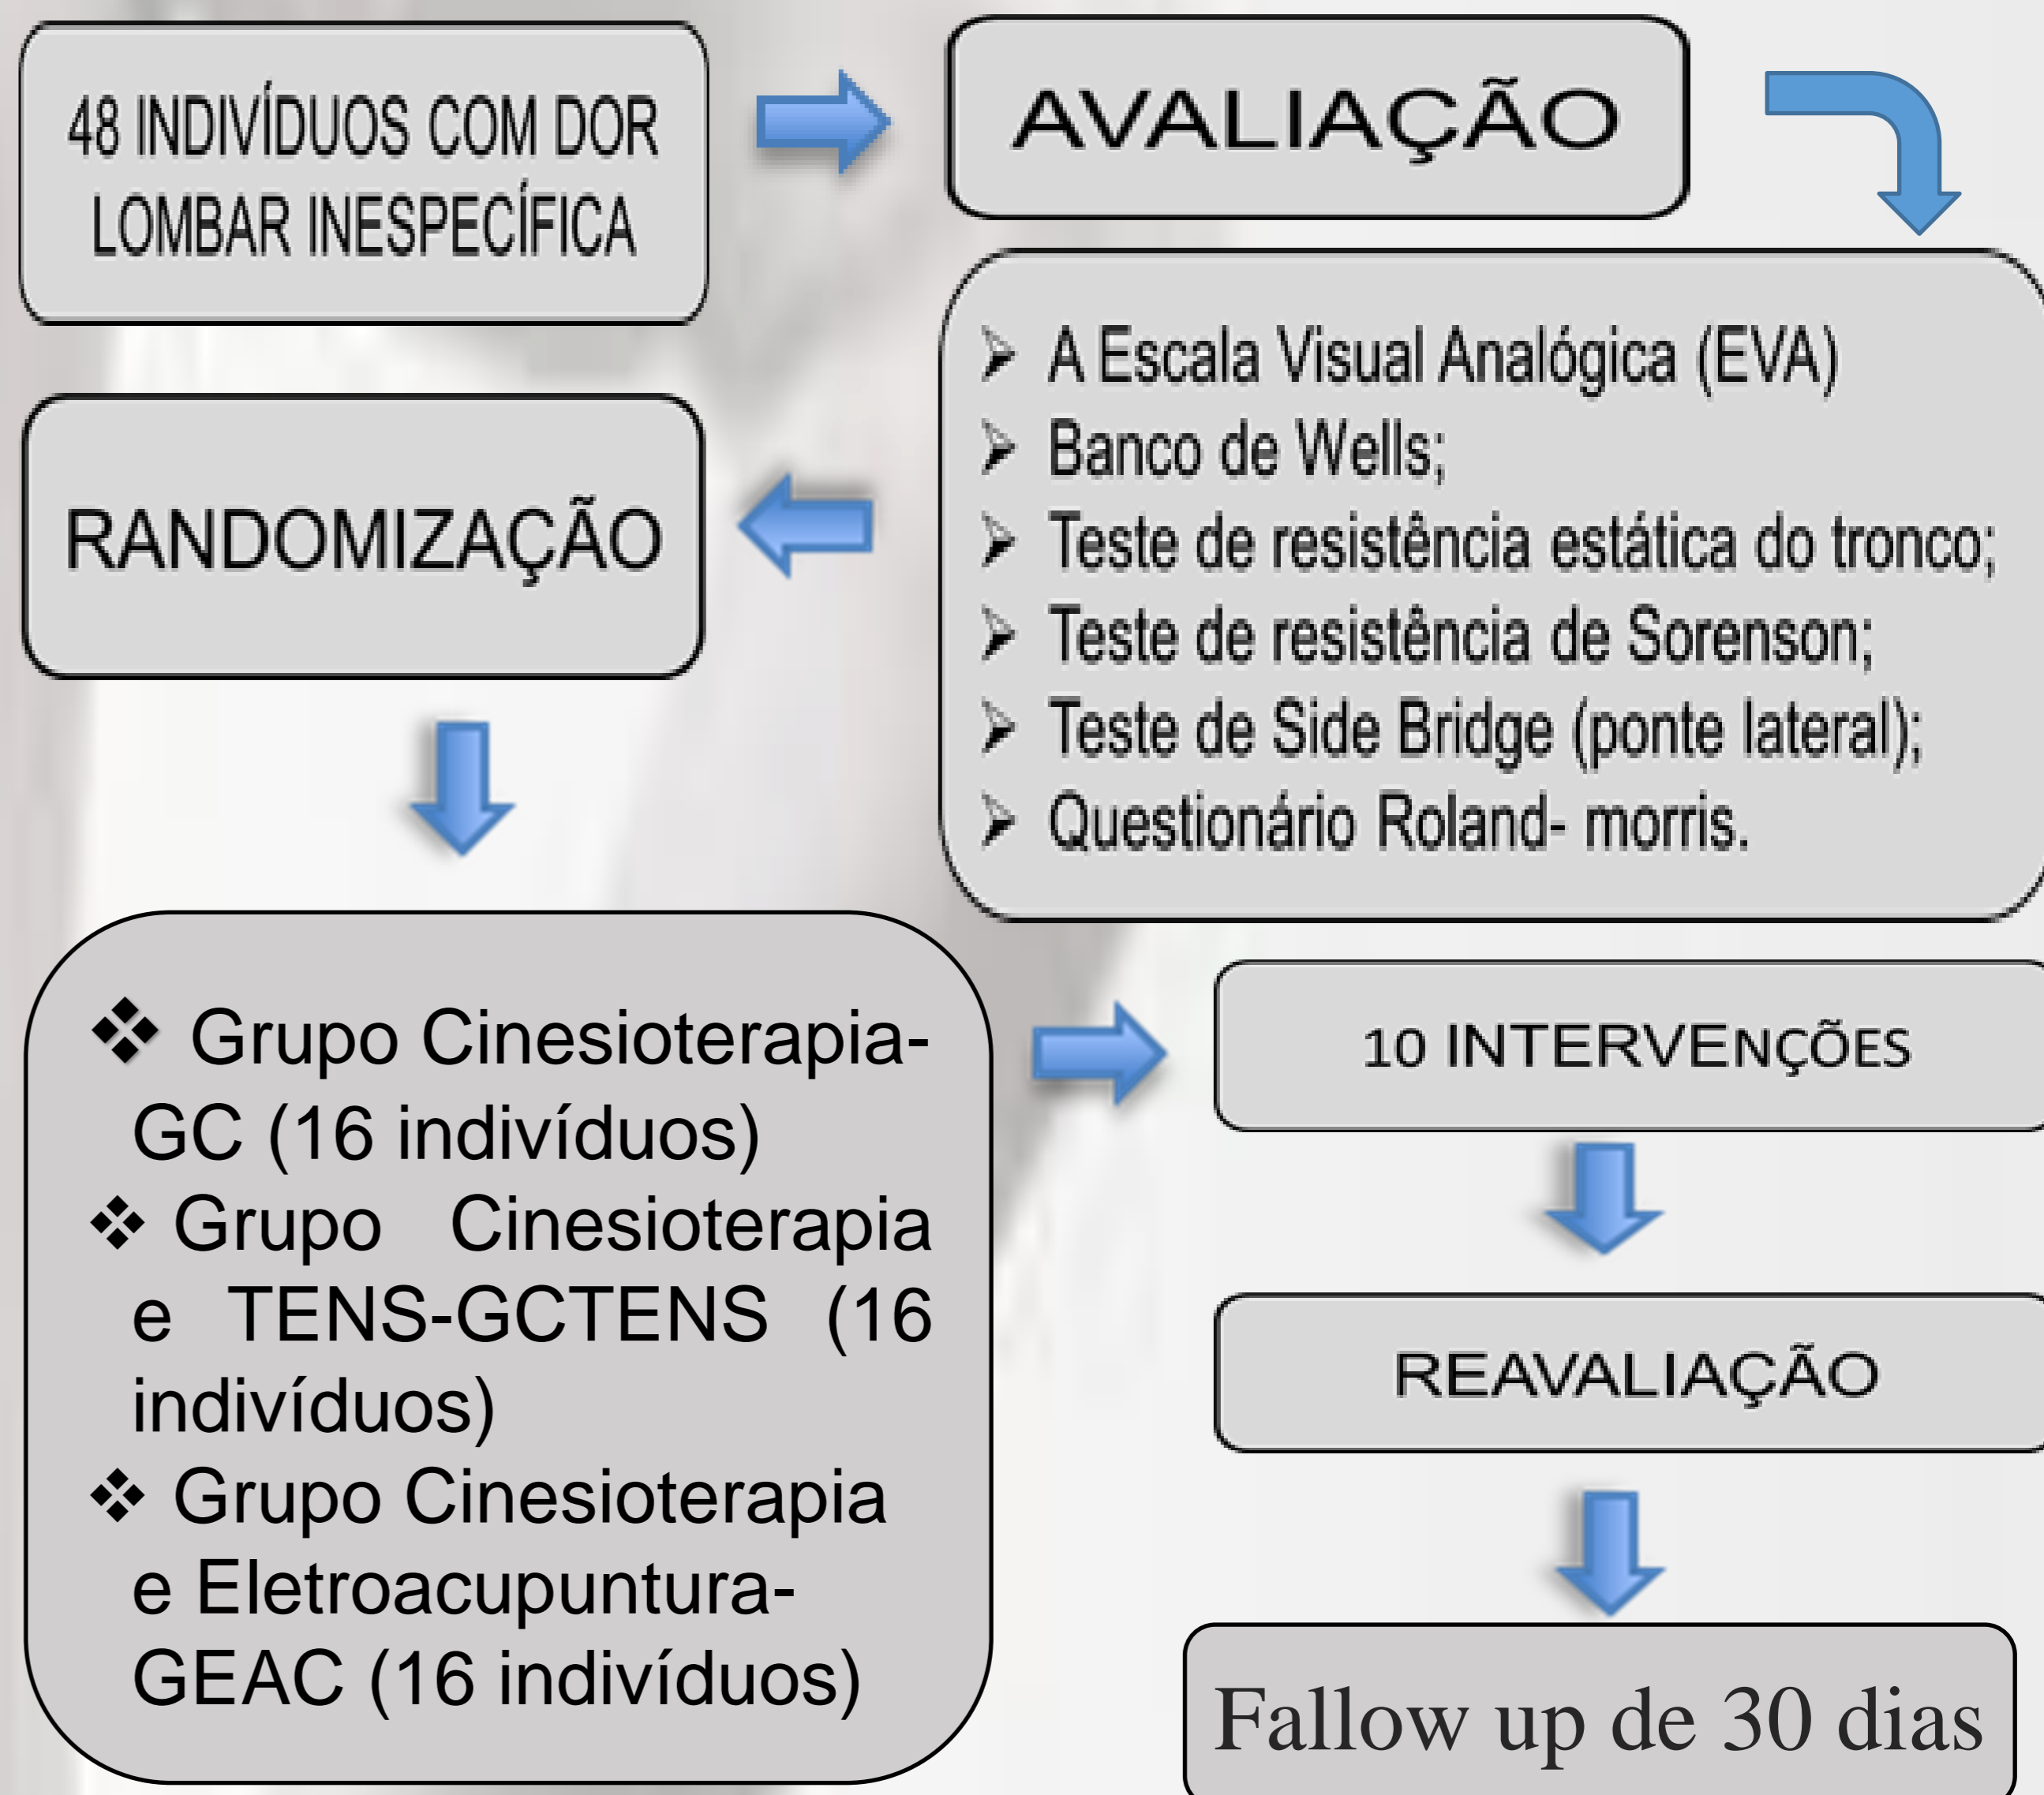 48 INDIVÍDUOS COM DOR
LOMBAR INESPECÍFICA
AVALIAÇÃO
A Escala Visual Analógica (EVA)
Banco de Wells;
Teste de resistência estática do tronco;
Teste de resistência de Sorenson;
Teste de Side Bridge (ponte lateral);
Questionário Roland- morris.
RANDOMIZAÇÃO
Grupo Cinesioterapia-
GC (16 indivíduos)
Grupo Cinesioterapia
e TENS-GCTENS (16
indivíduos)
Grupo Cinesioterapia
e Eletroacupuntura-
GEAC (16 indivíduos)
10 INTERVENÇÕES
REAVALIAÇÃO
Fallow up de 30 dias